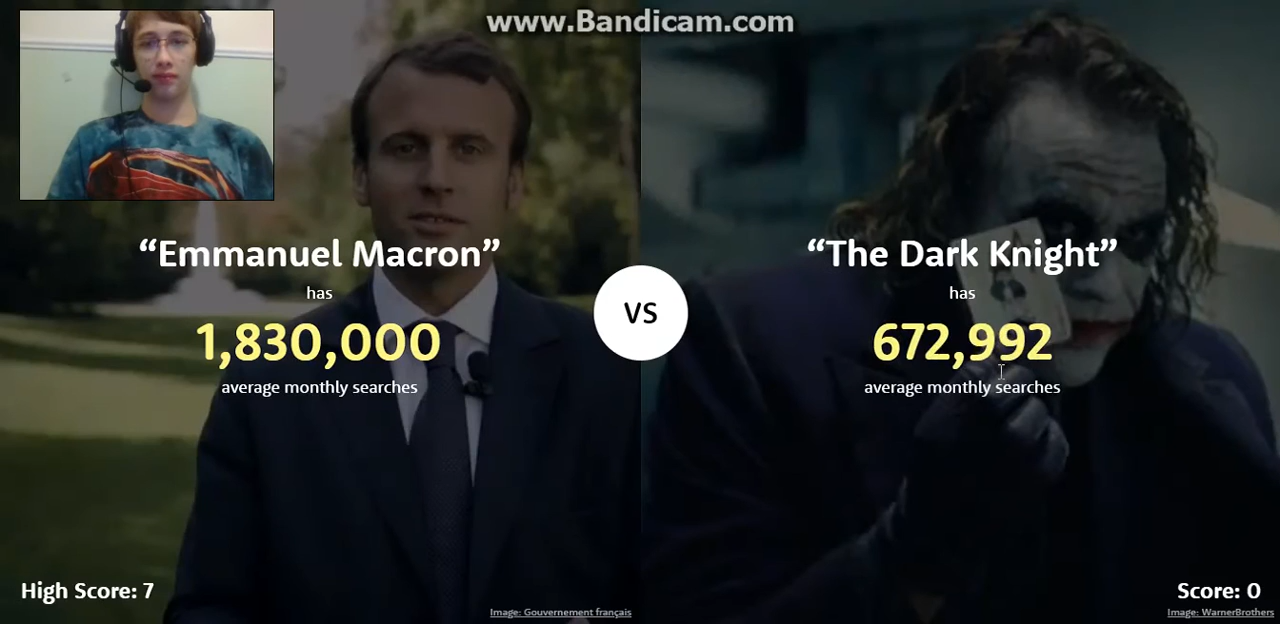 www.Bandicam.com
“Emmanuel Macron”
has
1,830,000
average monthly searches
VS
“The Dark Knight”
has
672,992
average monthly searches
High Score: 7
Image: Gouvernement français
Score: 0
Image: WarnerBrothers